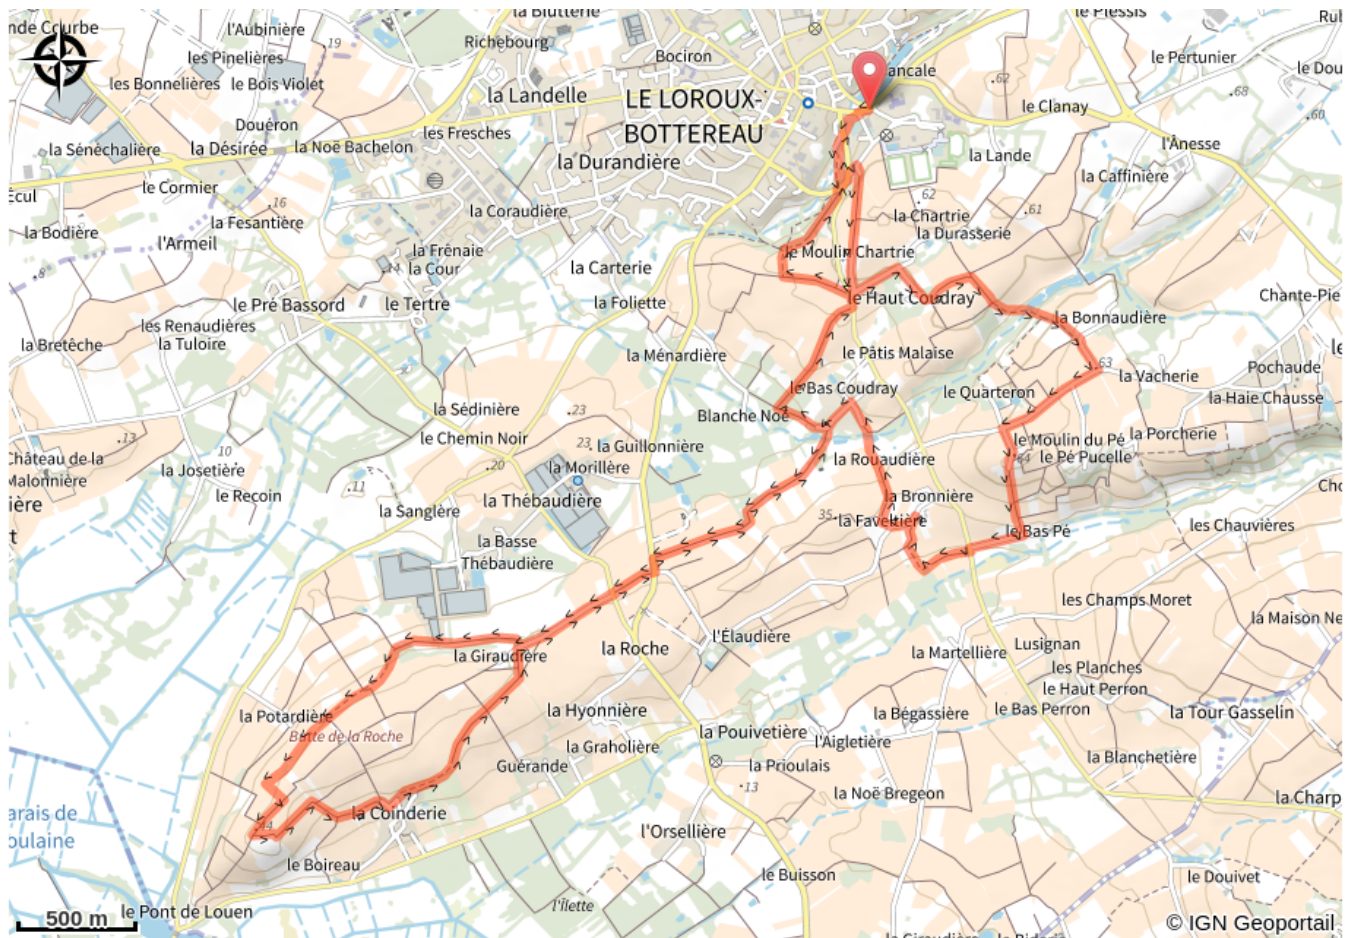 la Blutterie
le Plessis
nde Courbe
l'Aubinière
19
Richebourg
Bociron
le Pertunier
les Pinelières
ancale
62
le Dou
les Bonnelières
le Bois Violet
la Landelle
LE LOROUX-
BOTTEREAU
le Clanay
68
60
Douëron
les Fresches
la Sénéchalière
la Désirée
la Noë Bachelon
la Durandière
la Lande
l'Ânesse
la Caffinière
le Cormier
Écul
16
la Coraudière
62
61
la Fesantière
la Chartrie
la Durasserie
la Bodière
l'Armeil
la Frénaie
la Cour
le Moulin Chartrie
8
14
la Carterie
le Pré Bassord
le Tertre
la Foliette
le Haut Coudray
Chante-Pie
les Renaudières
la Tuloire
la Bonnaudière
la Bretêche
la Ménardière
le Pâtis Malaise
63
la Vacherie
Pochaude
le Bas Coudray
le Quarteron
la Haie Chausse
la Sédinière
23
Blanche Noë
13
le Chemin Noir
23
la Guillonnière
le Moulin du Pé
la Porcherie
10
Château de la
Malonnière
la Josetière
20
la Morillère
la Rouaudière
64
le Pé Pucelle
ière
11
le Recoin
la Thébaudière
la Bronnière
la Sanglère
35
la Faveltière
le Bas Pé
les Chauvières
la Basse
Thébaudière
les Champs Moret
la Maison Ne
l'Élaudière
Lusignan
la Giraudière
la Roche
la Martellière
les Planches
le Haut Perron
la Potardière
la Hyonnière
la Bégassière
le Bas Perron
la Tour Gasselin
Butte de la Roche
la Pouivetière
l'Aigletière
la Graholière
la Blanchetière
Guérande
la Prioulais
13
la Noë Bregeon
la Charp
arais de
oulaine
la Coinderie
l'Orsellière
le Boireau
le Buisson
le Douivet
l'îlette
le Pont de Louen
500 m
© IGN Geoportail